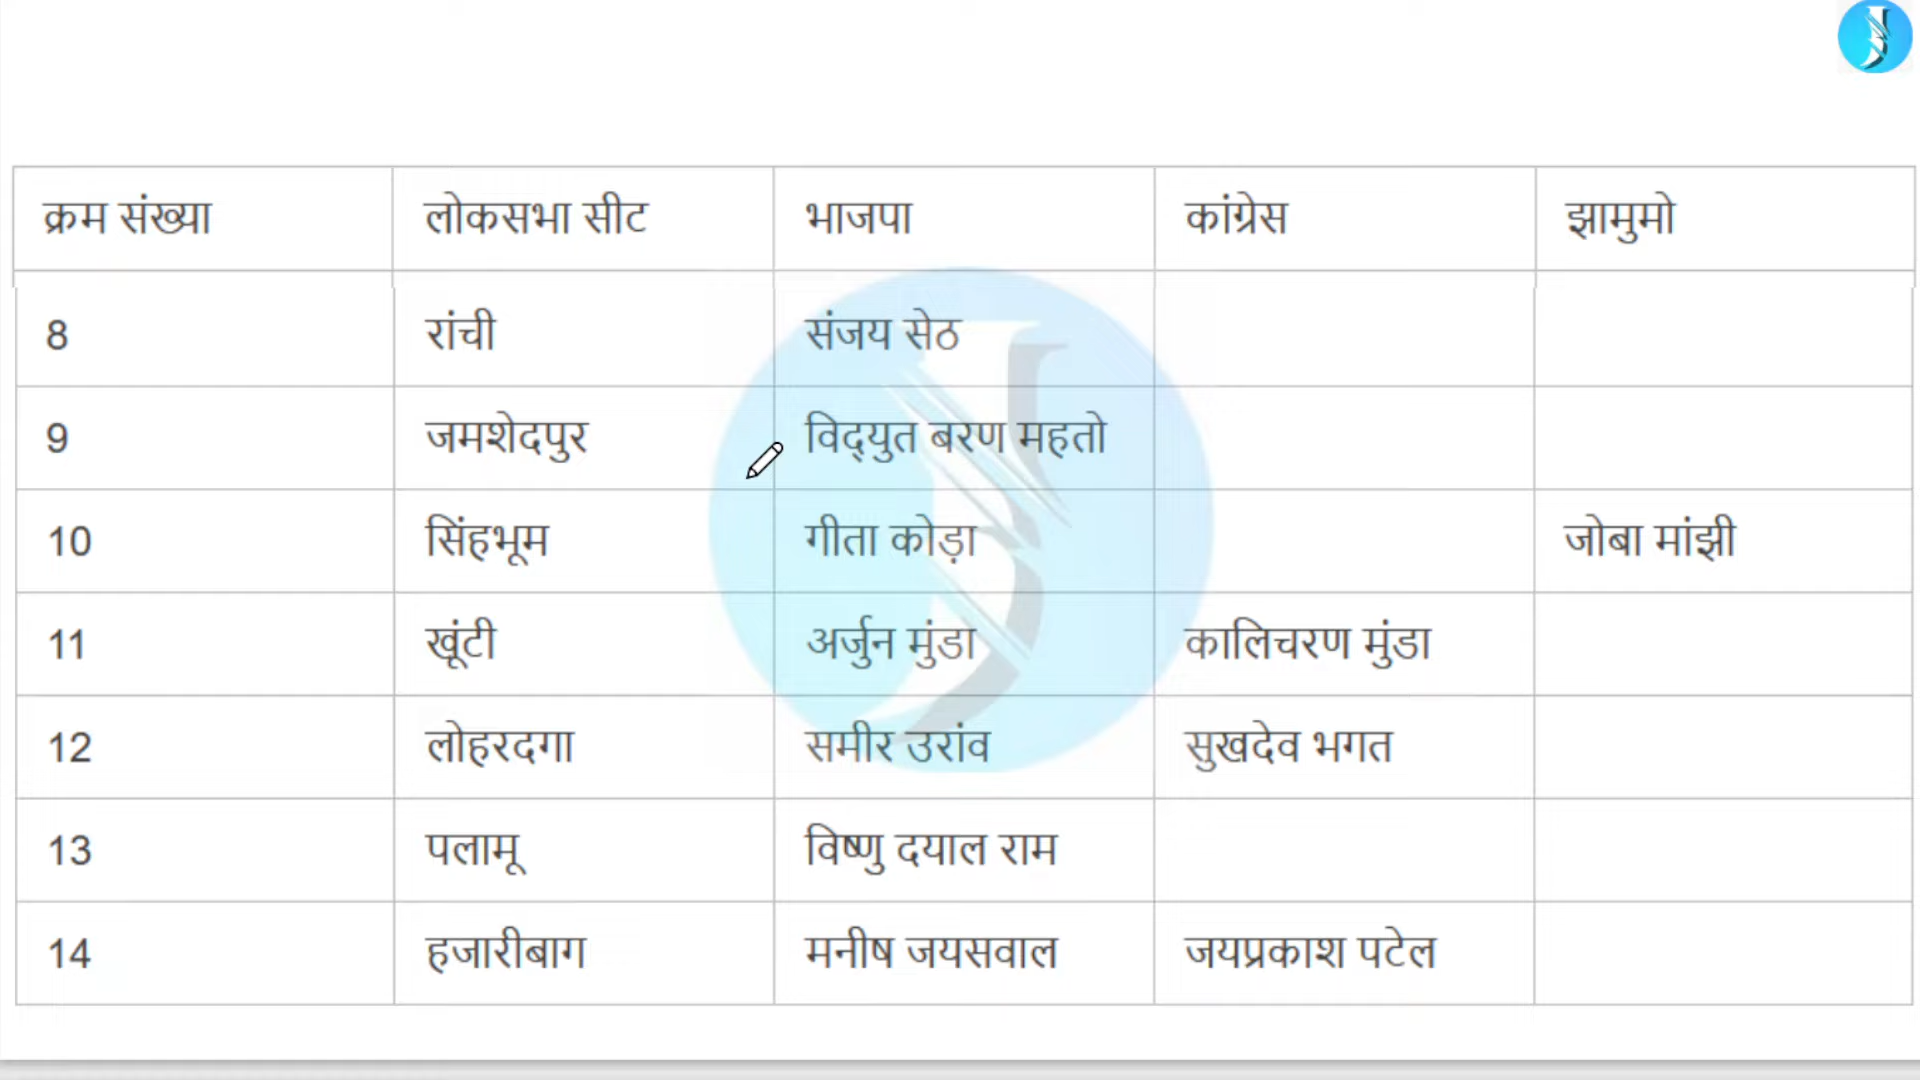 क्रम संख्या लोकसभा सीट भाजपा कांग्रेस झामुमो
8 रांची संजय सेठ
9 जमशेदपुर विद्‌युत बरण महतो
10 सिंहभूम गीता कोड़ा जोबा मांझी
11 खूंटी अर्जुन मुंडा कालिचरण मुंडा
12 लोहरदगा समीर उरांव सुखदेव भगत
13 पलामू विष्णु दयाल राम
14 हजारीबाग मनीष जयसवाल जयप्रकाश पटेल